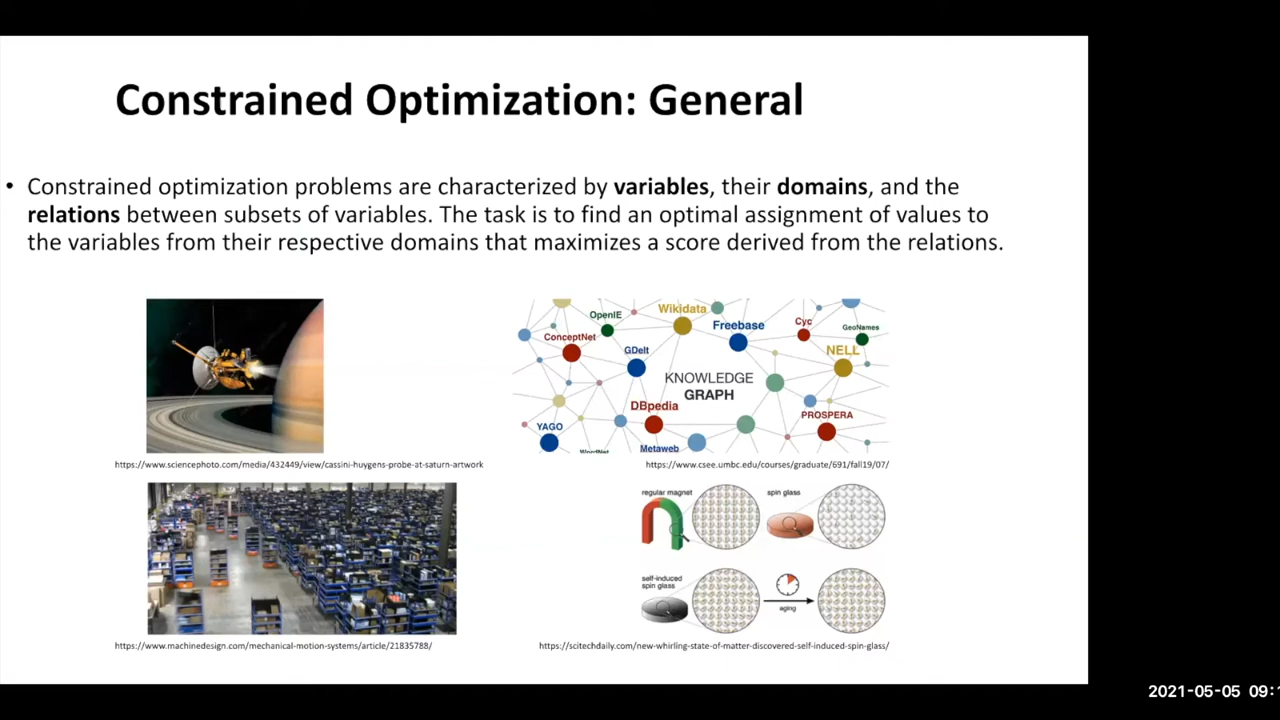 Constrained Optimization: General
• Constrained optimization problems are characterized by variables, their domains, and the
relations between subsets of variables. The task is to find an optimal assignment of values to
the variables from their respective domains that maximizes a score derived from the relations.
OpenIE
Wikidata
ConceptNet
GDelt
Freebase
Cyc
GeoNames
NELL
KNOWLEDGE
GRAPH
DBpedia
PROSPERA
YAGO
WordNet
Metaweb
https://www.sciencephoto.com/media/432449/view/cassini-huygens-probe-at-saturn-artwork
https://www.csee.umbc.edu/courses/graduate/691/fall19/07/
regular magnet
spin glass
self-induced
spin glass
aging
https://www.machinedesign.com/mechanical-motion-systems/article/21835788/
https://scitechdaily.com/new-whirling-state-of-matter-discovered-self-induced-spin-glass/
2021-05-05 09:1